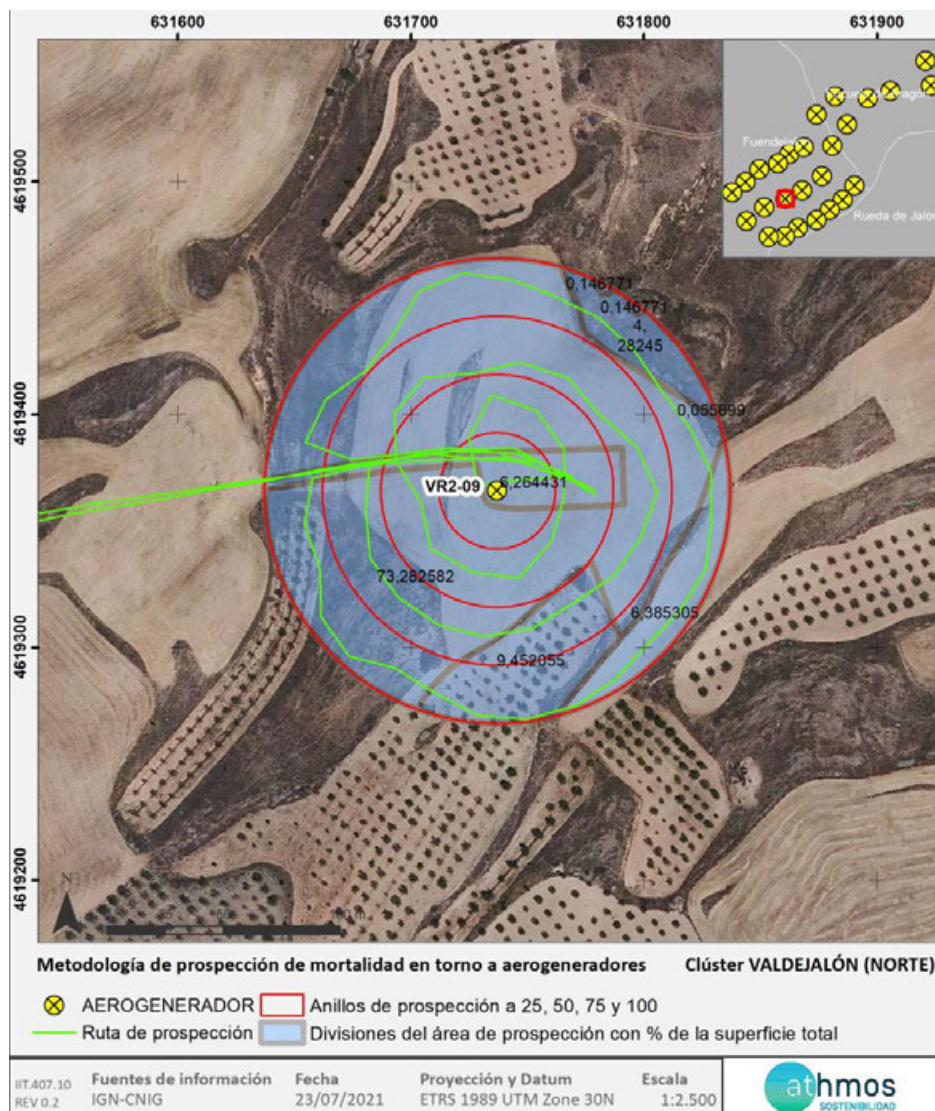 631600 631700 631800 631900
4619500
4619400
4619300
4619200
Fuendejalón
Rueda de Jalón
0,146771
0,146771
4,
28245
0,055699
VR2-09
6,264431
73,282582
6,385305
9,452055
N
Metodología de prospección de mortalidad en torno a aerogeneradores Clúster VALDEJALÓN (NORTE)
AEROGENERADOR Anillos de prospección a 25, 50, 75 y 100
Ruta de prospección Divisiones del área de prospección con % de la superficie total
IIT.407.10 Fuentes de información Fecha Proyección y Datum Escala
REV 0.2 IGN-CNIG 23/07/2021 ETRS 1989 UTM Zone 30N 1:2.500
athmos
SOSTENIBILIDAD